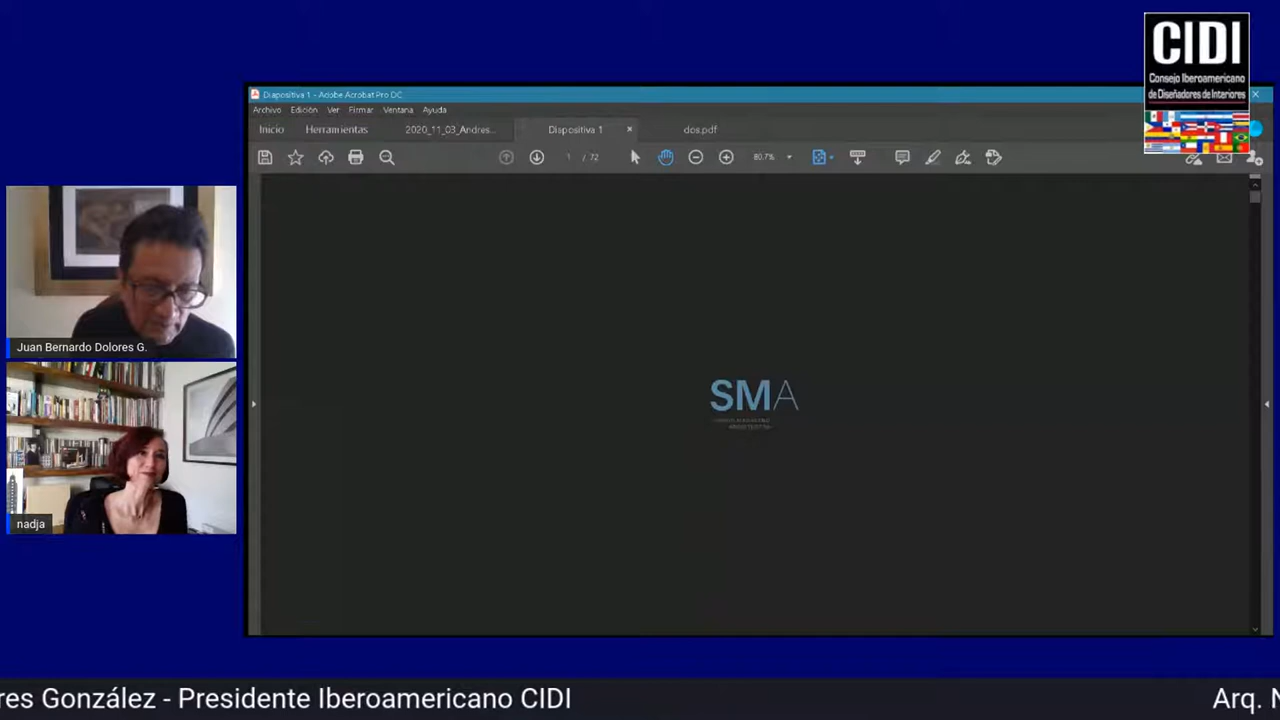 CIDI
Consejo Iberoamericano
de Diseñadores de Interiores
Diapositiva 1 - Adobe Acrobat Pro DC
Archivo Edición Ver Firmar Ventana Ayuda
Inicio Herramientas 2020_11_03_Andres... Diapositiva 1 dos.pdf
1 / 72 80.7%
SMA
Juan Bernardo Dolores G.
nadja
res González - Presidente Iberoamericano CIDI Arq. N